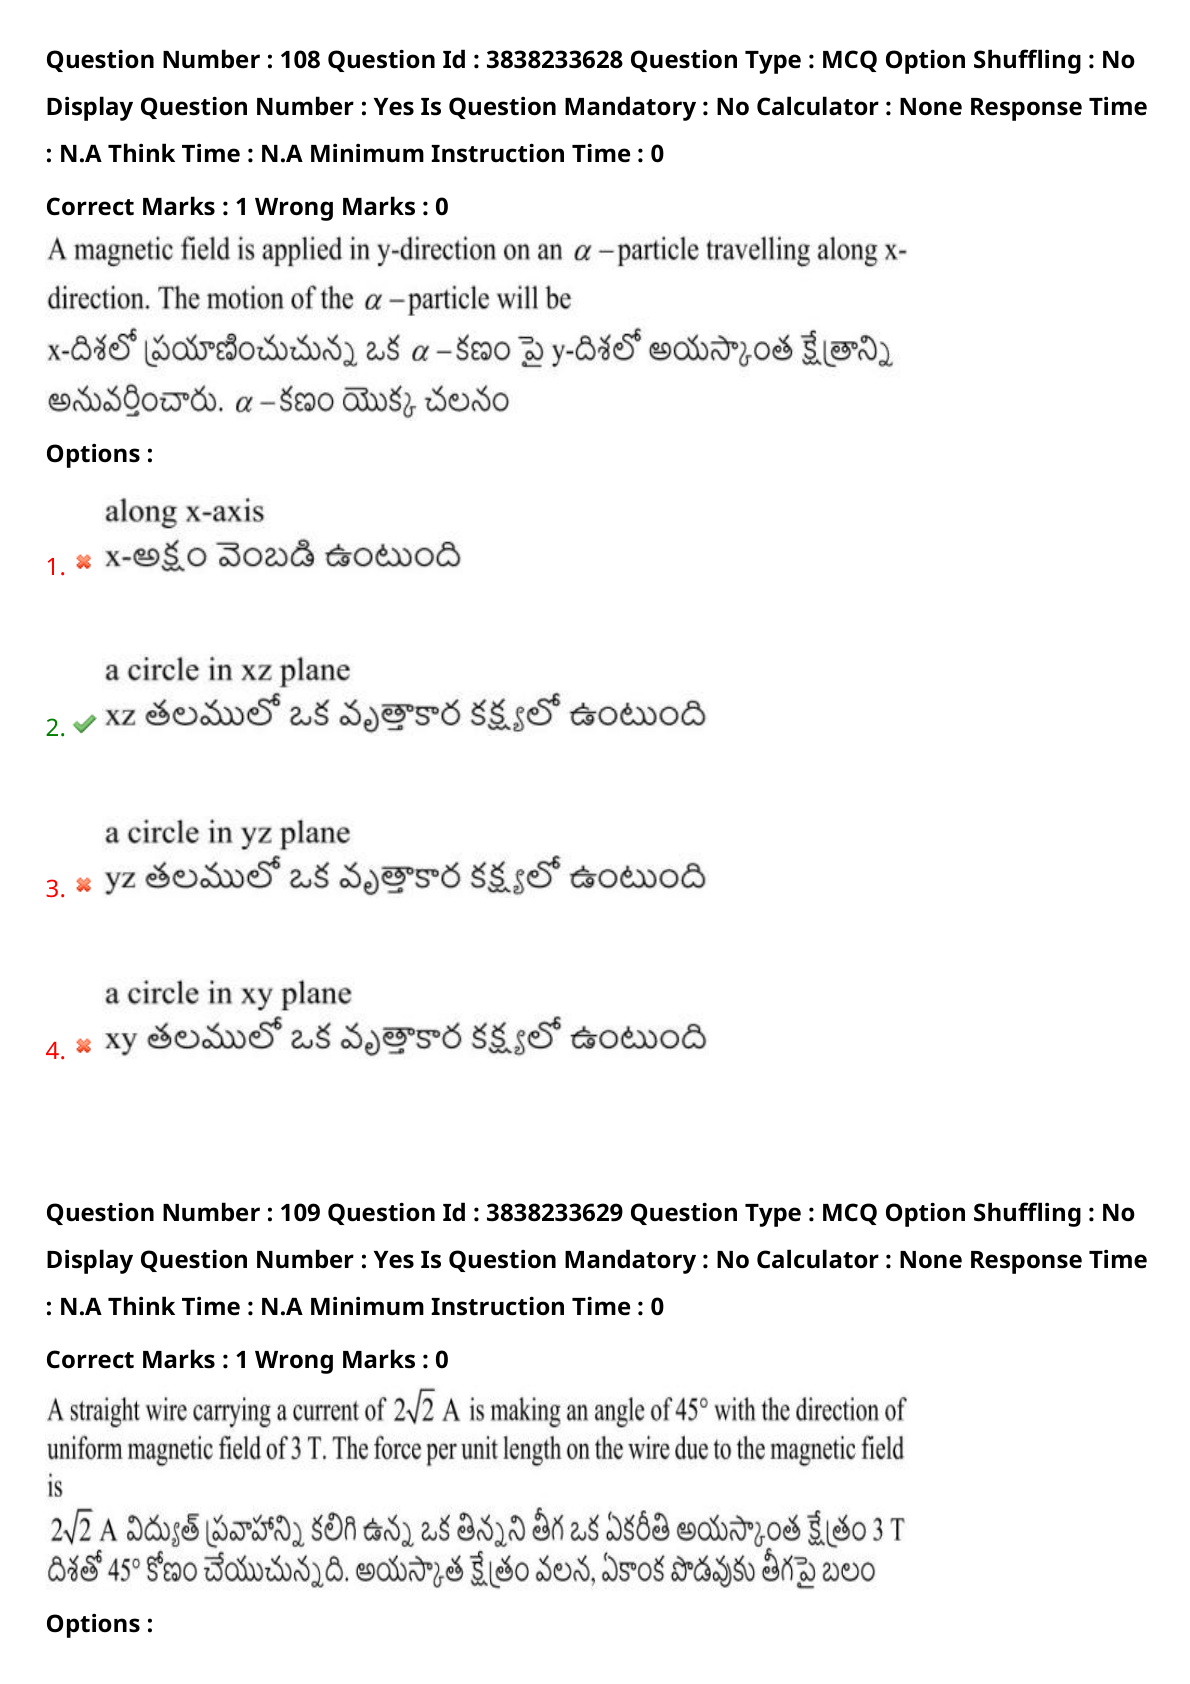 Question Number : 108 Question Id : 3838233628 Question Type : MCQ Option Shuffling : No
Display Question Number : Yes Is Question Mandatory : No Calculator : None Response Time
: N.A Think Time : N.A Minimum Instruction Time : 0
Correct Marks : 1 Wrong Marks : 0
A magnetic field is applied in y-direction on an α –particle travelling along x-
direction. The motion of the α –particle will be
x-దిశలో ప్రయాణించుచున్న ఒక α –కణం పై y-దిశలో అయస్కాంత క్షేత్రాన్ని
అనువర్తించారు. α –కణం యొక్క చలనం
Options :
along x-axis
1. x-అక్షం వెంబడి ఉంటుంది
a circle in xz plane
2. xz తలములో ఒక వృత్తాకార కక్ష్యలో ఉంటుంది
a circle in yz plane
3. yz తలములో ఒక వృత్తాకార కక్ష్యలో ఉంటుంది
a circle in xy plane
4. xy తలములో ఒక వృత్తాకార కక్ష్యలో ఉంటుంది
Question Number : 109 Question Id : 3838233629 Question Type : MCQ Option Shuffling : No
Display Question Number : Yes Is Question Mandatory : No Calculator : None Response Time
: N.A Think Time : N.A Minimum Instruction Time : 0
Correct Marks : 1 Wrong Marks : 0
A straight wire carrying a current of 2√2 A is making an angle of 45° with the direction of
uniform magnetic field of 3 T. The force per unit length on the wire due to the magnetic field
is
2√2 A విద్యుత్ ప్రవాహాన్ని కలిగి ఉన్న ఒక తిన్నని తీగ ఒక ఏకరీతి అయస్కాంత క్షేత్రం 3 T
దిశతో 45° కోణం చేయుచున్నది. అయస్కాత క్షేత్రం వలన, ఏకాంక పొడవుకు తీగపై బలం
Options :